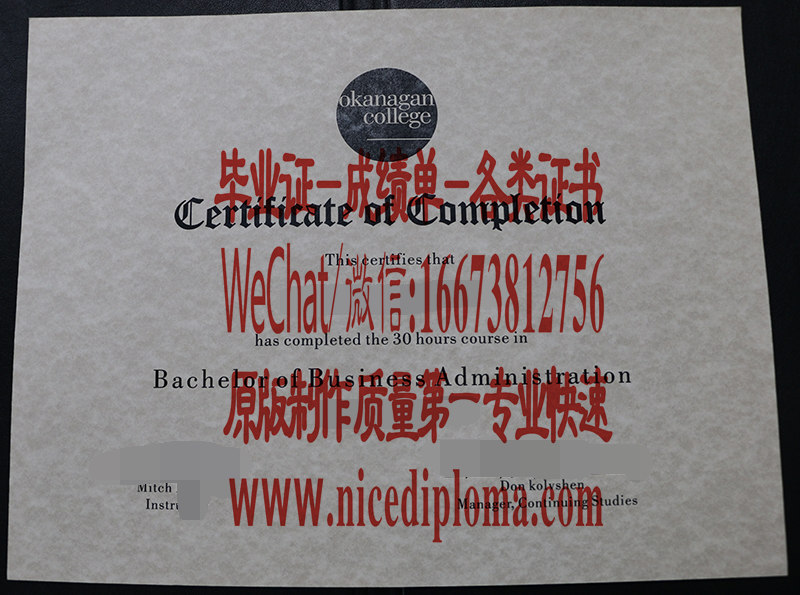 okanagan
college
毕业证-成绩单-各类证书
Certificate of Completion
This certifies that
WeChat/微信:16673812756
has completed the 30 hours course in
Bachelor of Business Administration
原版制作质量第一专业快速
Mitch
Don kolyshen
Manager, Continuing Studies
www.nicediploma.com